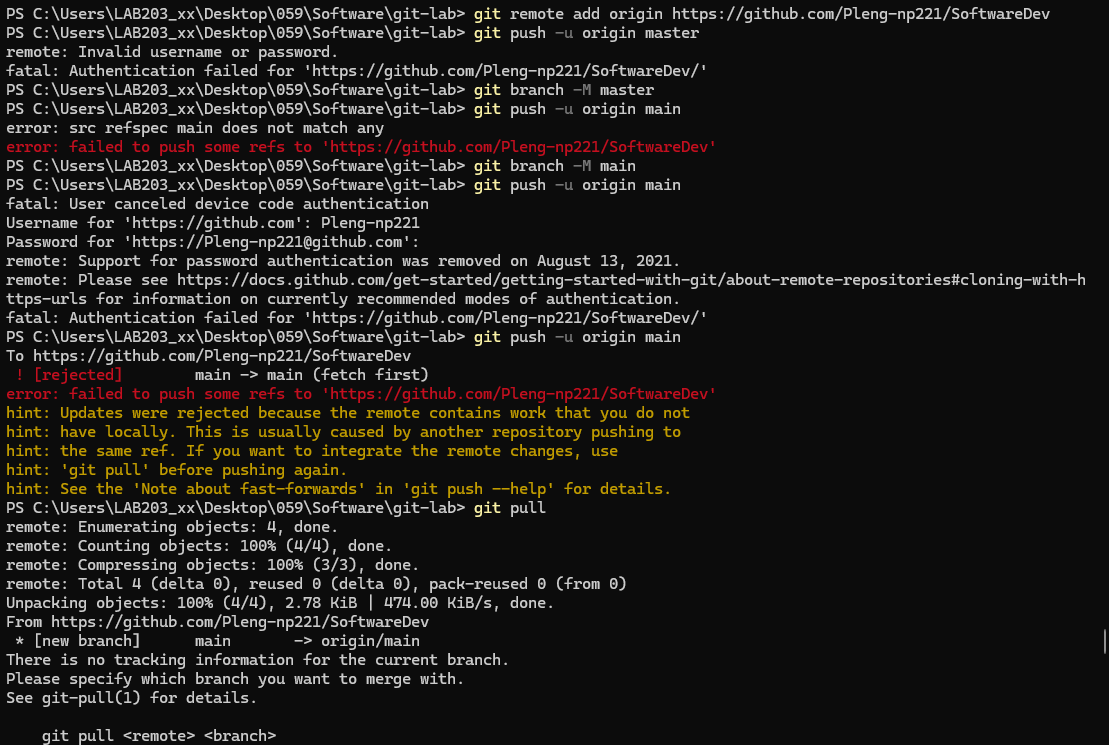 PS C:\Users\LAB203_xx\Desktop\059\Software\git-lab> git remote add origin https://github.com/Pleng-np221/SoftwareDev
PS C:\Users\LAB203_xx\Desktop\059\Software\git-lab> git push -u origin master
remote: Invalid username or password.
fatal: Authentication failed for 'https://github.com/Pleng-np221/SoftwareDev/'
PS C:\Users\LAB203_xx\Desktop\059\Software\git-lab> git branch -M master
PS C:\Users\LAB203_xx\Desktop\059\Software\git-lab> git push -u origin main
error: src refspec main does not match any
error: failed to push some refs to 'https://github.com/Pleng-np221/SoftwareDev'
PS C:\Users\LAB203_xx\Desktop\059\Software\git-lab> git branch -M main
PS C:\Users\LAB203_xx\Desktop\059\Software\git-lab> git push -u origin main
fatal: User canceled device code authentication
Username for 'https://github.com': Pleng-np221
Password for 'https://Pleng-np221@github.com':
remote: Support for password authentication was removed on August 13, 2021.
remote: Please see https://docs.github.com/get-started/getting-started-with-git/about-remote-repositories#cloning-with-h
ttps-urls for information on currently recommended modes of authentication.
fatal: Authentication failed for 'https://github.com/Pleng-np221/SoftwareDev/'
PS C:\Users\LAB203_xx\Desktop\059\Software\git-lab> git push -u origin main
To https://github.com/Pleng-np221/SoftwareDev
 ! [rejected]        main -> main (fetch first)
error: failed to push some refs to 'https://github.com/Pleng-np221/SoftwareDev'
hint: Updates were rejected because the remote contains work that you do not
hint: have locally. This is usually caused by another repository pushing to
hint: the same ref. If you want to integrate the remote changes, use
hint: 'git pull' before pushing again.
hint: See the 'Note about fast-forwards' in 'git push --help' for details.
PS C:\Users\LAB203_xx\Desktop\059\Software\git-lab> git pull
remote: Enumerating objects: 4, done.
remote: Counting objects: 100% (4/4), done.
remote: Compressing objects: 100% (3/3), done.
remote: Total 4 (delta 0), reused 0 (delta 0), pack-reused 0 (from 0)
Unpacking objects: 100% (4/4), 2.78 KiB | 474.00 KiB/s, done.
From https://github.com/Pleng-np221/SoftwareDev
 * [new branch]      main       -> origin/main
There is no tracking information for the current branch.
Please specify which branch you want to merge with.
See git-pull(1) for details.

    git pull <remote> <branch>